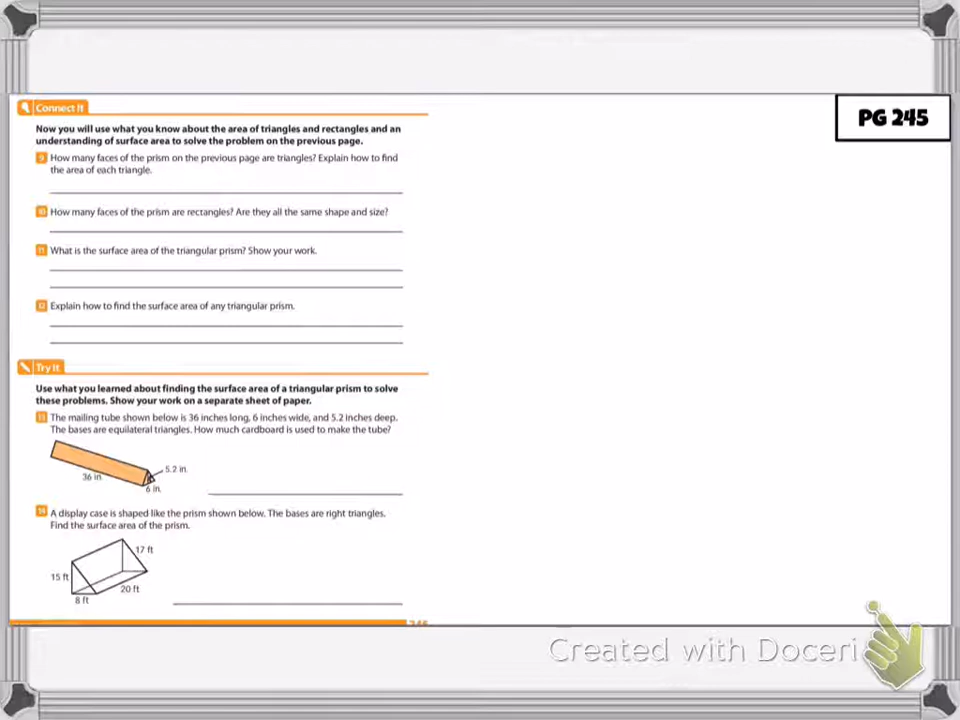 Connect It
PG 245
Now you will use what you know about the area of triangles and rectangles and an
understanding of surface area to solve the problem on the previous page.
9 How many faces of the prism on the previous page are triangles? Explain how to find
the area of each triangle.
10 How many faces of the prism are rectangles? Are they all the same shape and size?
11 What is the surface area of the triangular prism? Show your work.
12 Explain how to find the surface area of any triangular prism.
Try It
Use what you learned about finding the surface area of a triangular prism to solve
these problems. Show your work on a separate sheet of paper.
13 The mailing tube shown below is 36 inches long, 6 inches wide, and 5.2 inches deep.
The bases are equilateral triangles. How much cardboard is used to make the tube?
5.2 in.
36 in.
6 in.
14 A display case is shaped like the prism shown below. The bases are right triangles.
Find the surface area of the prism.
17 ft
15 ft
20 ft
8 ft
Created with Doceri